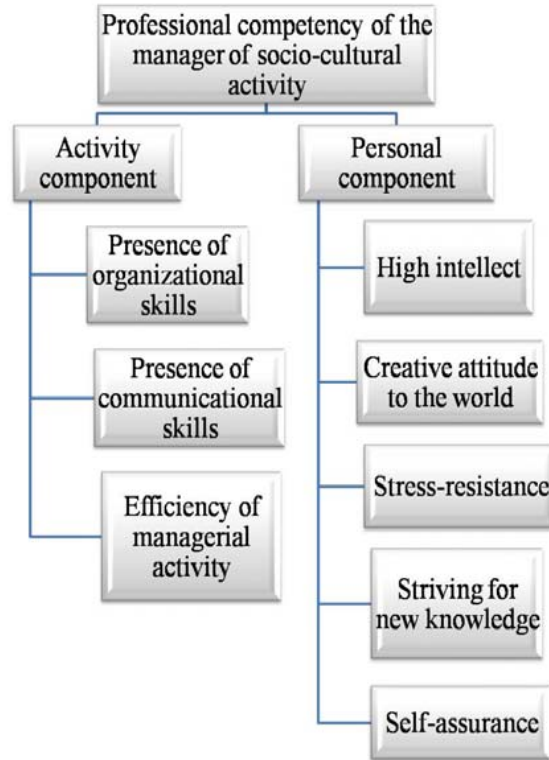 Professional competency of the
manager of socio-cultural
activity
Activity
component
Presence of
organizational
skills
Presence of
communicational
skills
Efficiency of
managerial
activity
Personal
component
High intellect
Creative attitude
to the world
Stress-resistance
Striving for
new knowledge
Self-assurance